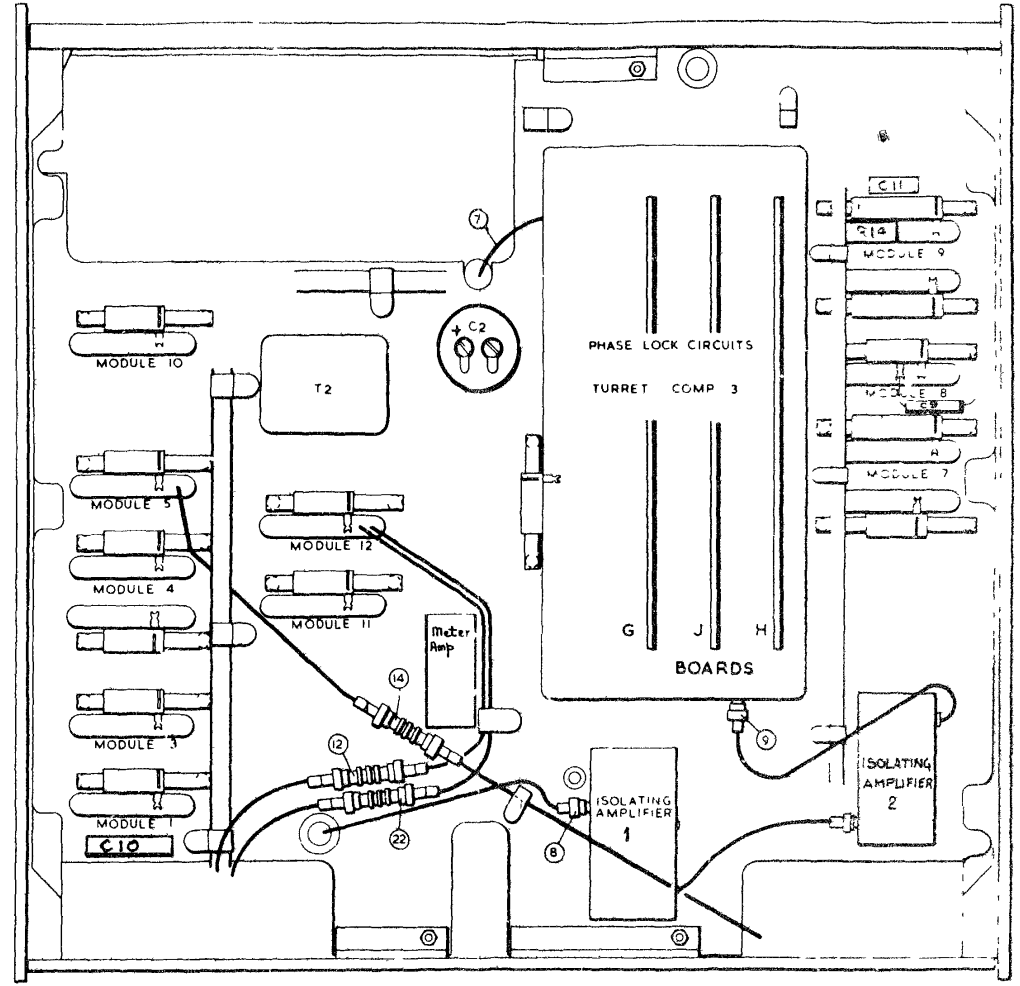 C11
R14
A
MODULE 9
7
M
+ C2
MODULE 10
PHASE LOCK CIRCUITS
T2
TURRET COMP 3
MODULE 8
C9
A
MODULE 7
MODULE 5
MODULE 12
MODULE 4
MODULE 11
Meter
Amp
G
J
H
BOARDS
14
9
MODULE 3
12
ISOLATING
AMPLIFIER
2
ISOLATING
AMPLIFIER
1
MODULE 1
C10
22
8